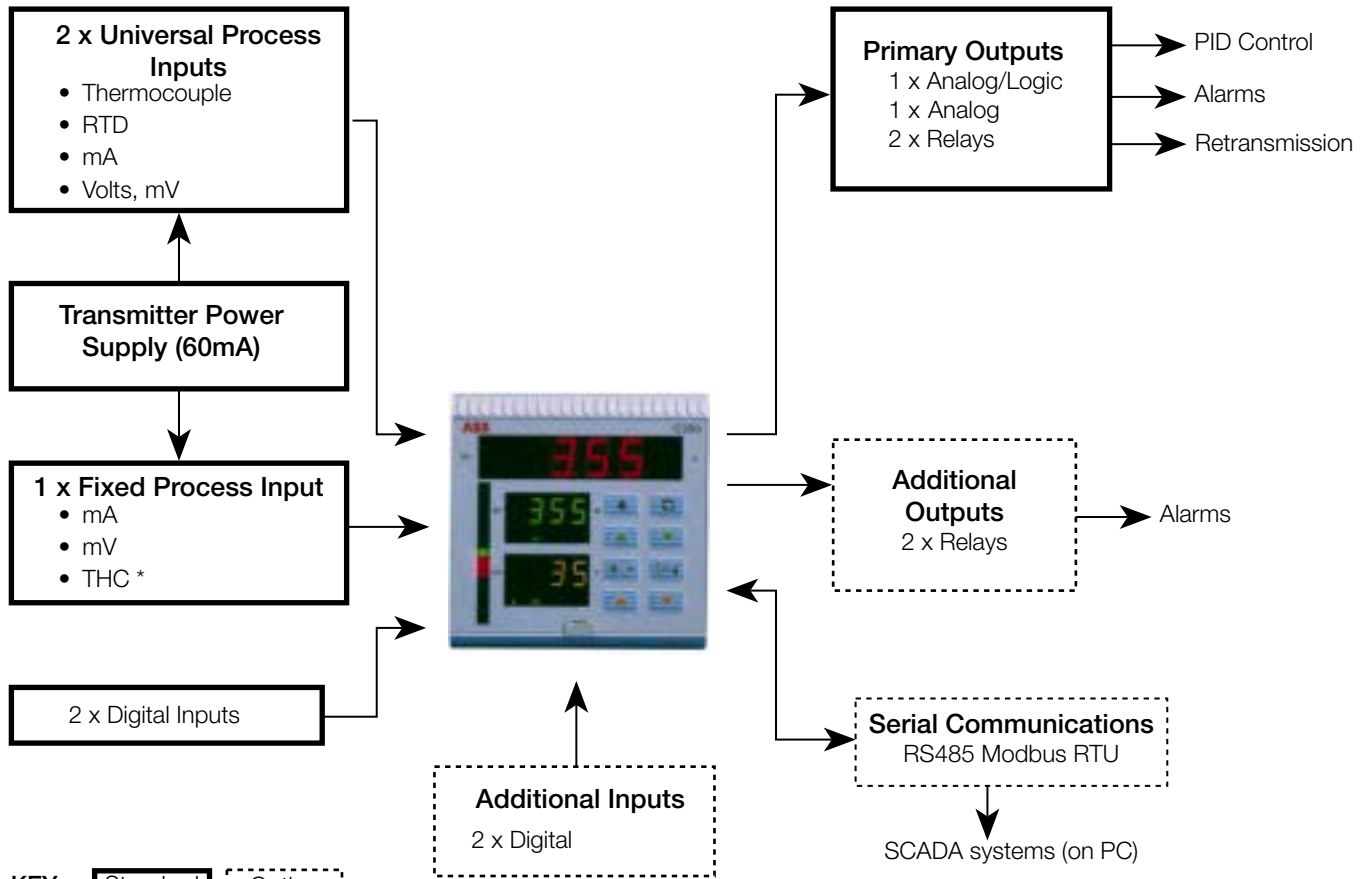 2 x Universal Process
Inputs
• Thermocouple
• RTD
• mA
• Volts, mV
Transmitter Power
Supply (60mA)
1 x Fixed Process Input
• mA
• mV
• THC *
2 x Digital Inputs
ABB
355
355
35
Additional Inputs
2 x Digital
Primary Outputs
1 x Analog/Logic
1 x Analog
2 x Relays
PID Control
Alarms
Retransmission
Additional
Outputs
2 x Relays
Alarms
Serial Communications
RS485 Modbus RTU
SCADA systems (on PC)